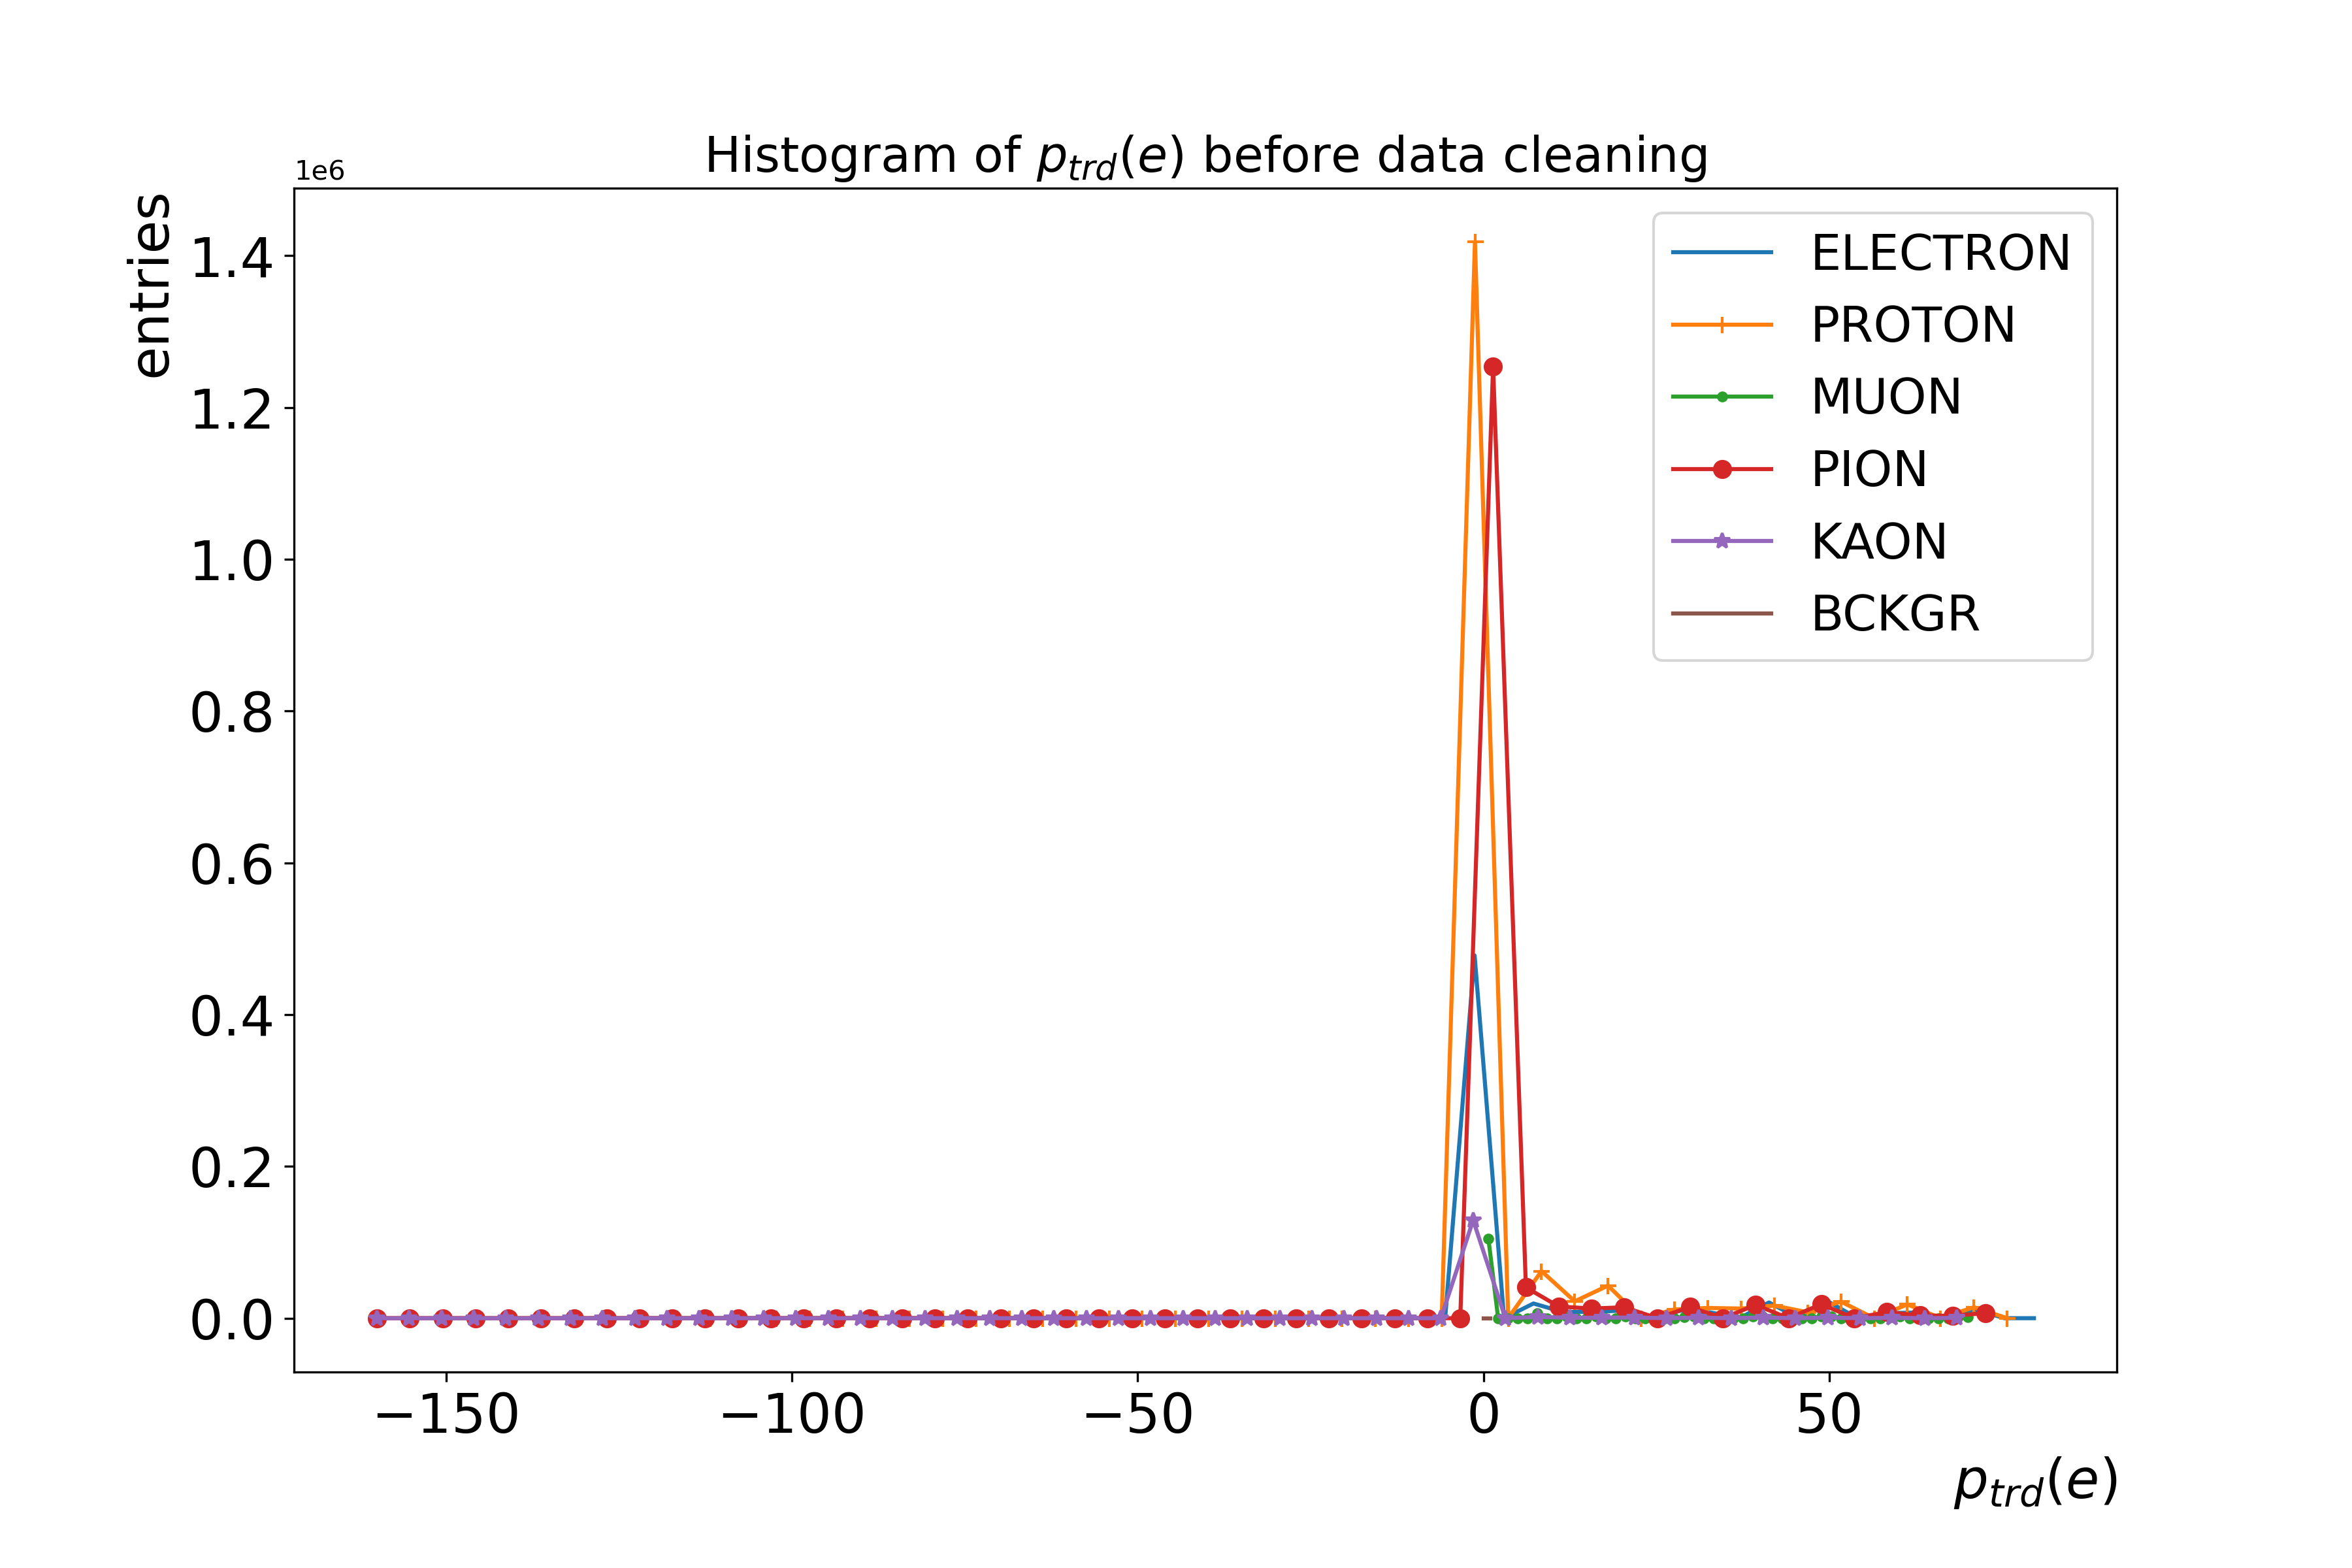 Histogram of p_trd(e) before data cleaning
1e6
entries
1.4
1.2
1.0
0.8
0.6
0.4
0.2
0.0
ELECTRON
PROTON
MUON
PION
KAON
BCKGR
−150 −100 −50 0 50
p_trd(e)